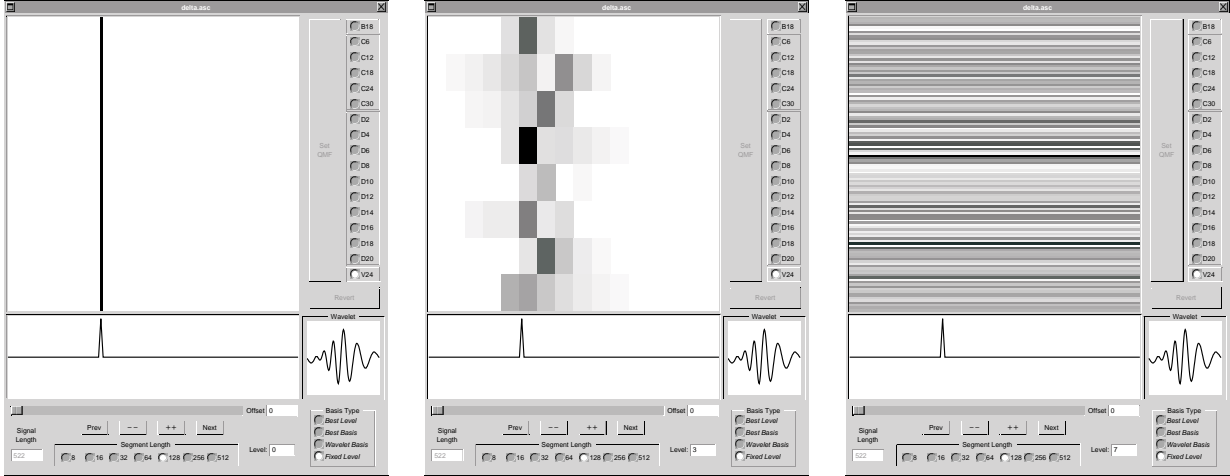 delta.asc
B18
C6
C12
C18
C24
C30
D2
D4
D6
D8
D10
D12
D14
D16
D18
D20
V24
Set
QMF
Revert
Wavelet
Offset 0
Prev -- ++ Next
Signal
Length
522
Segment Length
8 16 32 64 128 256 512
Level: 0
Basis Type
Best Level
Best Basis
Wavelet Basis
Fixed Level
delta.asc
B18
C6
C12
C18
C24
C30
D2
D4
D6
D8
D10
D12
D14
D16
D18
D20
V24
Set
QMF
Revert
Wavelet
Offset 0
Prev -- ++ Next
Signal
Length
522
Segment Length
8 16 32 64 128 256 512
Level: 3
Basis Type
Best Level
Best Basis
Wavelet Basis
Fixed Level
delta.asc
B18
C6
C12
C18
C24
C30
D2
D4
D6
D8
D10
D12
D14
D16
D18
D20
V24
Set
QMF
Revert
Wavelet
Offset 0
Prev -- ++ Next
Signal
Length
522
Segment Length
8 16 32 64 128 256 512
Level: 7
Basis Type
Best Level
Best Basis
Wavelet Basis
Fixed Level